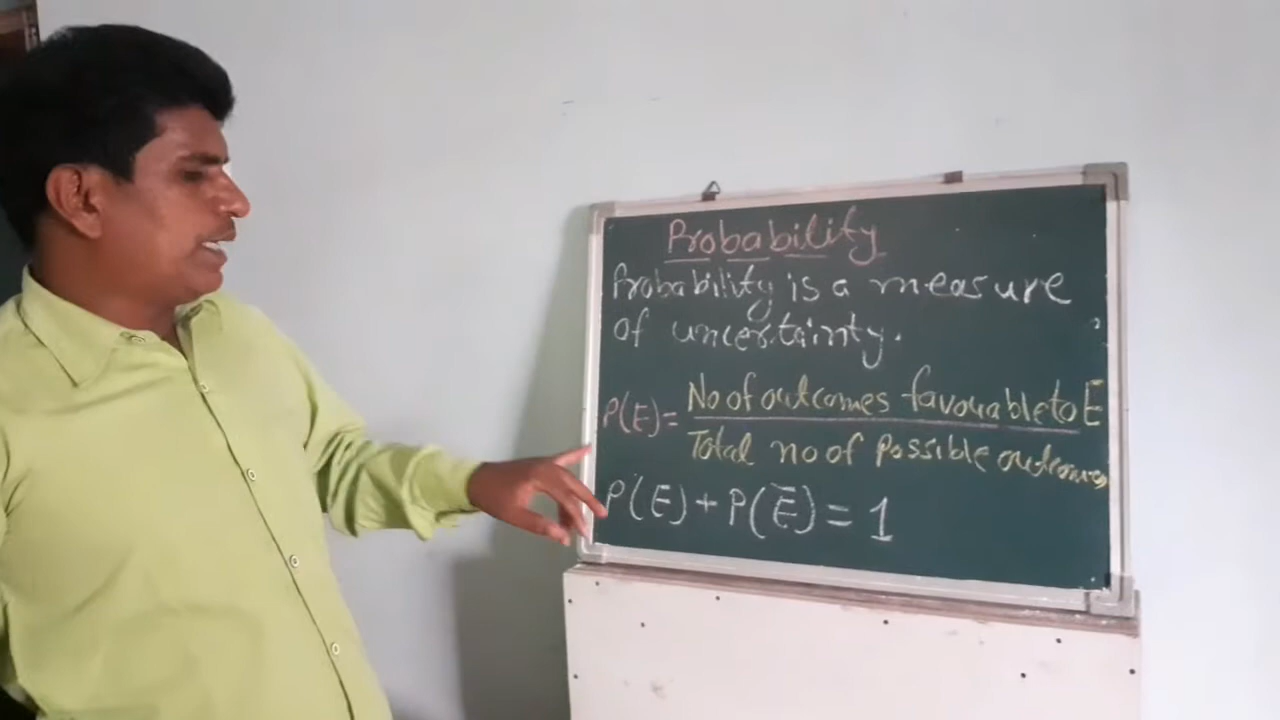 Probability
Probability is a measure
of uncertainty.
P(E) = No of outcomes favourable to E
Total no of possible outcomes
P(E) + P(E̅) = 1